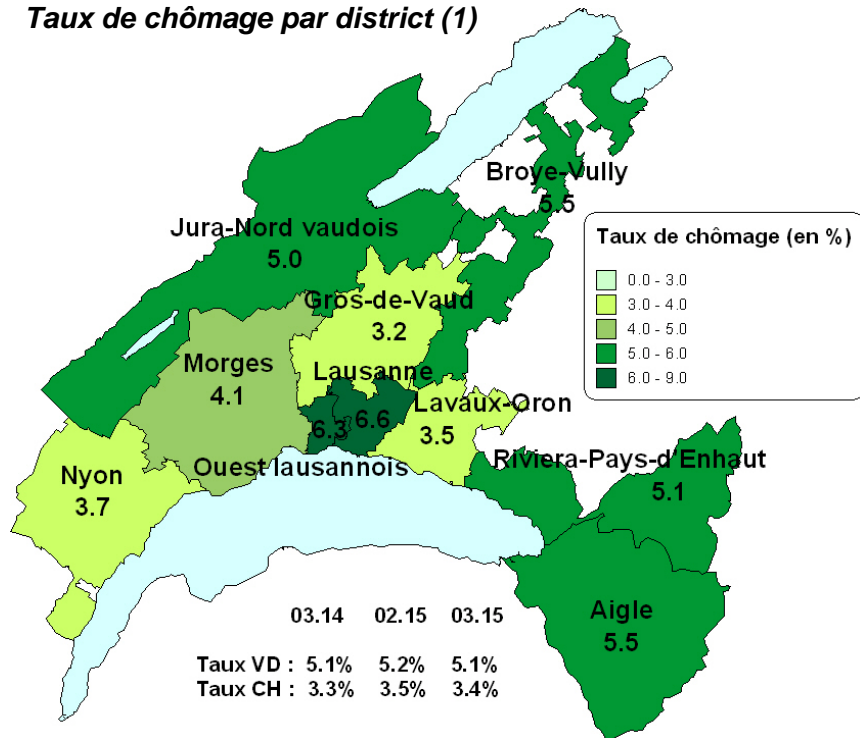 Taux de chômage par district (1)
Broye-Vully
5.5
Jura-Nord vaudois
5.0
Taux de chômage (en %)
0.0 - 3.0
3.0 - 4.0
4.0 - 5.0
5.0 - 6.0
6.0 - 9.0
Gros-de-Vaud
3.2
Morges
4.1
Lausanne
6.6
6.3
Lavaux-Oron
3.5
Ouest lausannois
Riviera-Pays-d'Enhaut
5.1
Nyon
3.7
Aigle
5.5
03.14 02.15 03.15
Taux VD : 5.1% 5.2% 5.1%
Taux CH : 3.3% 3.5% 3.4%